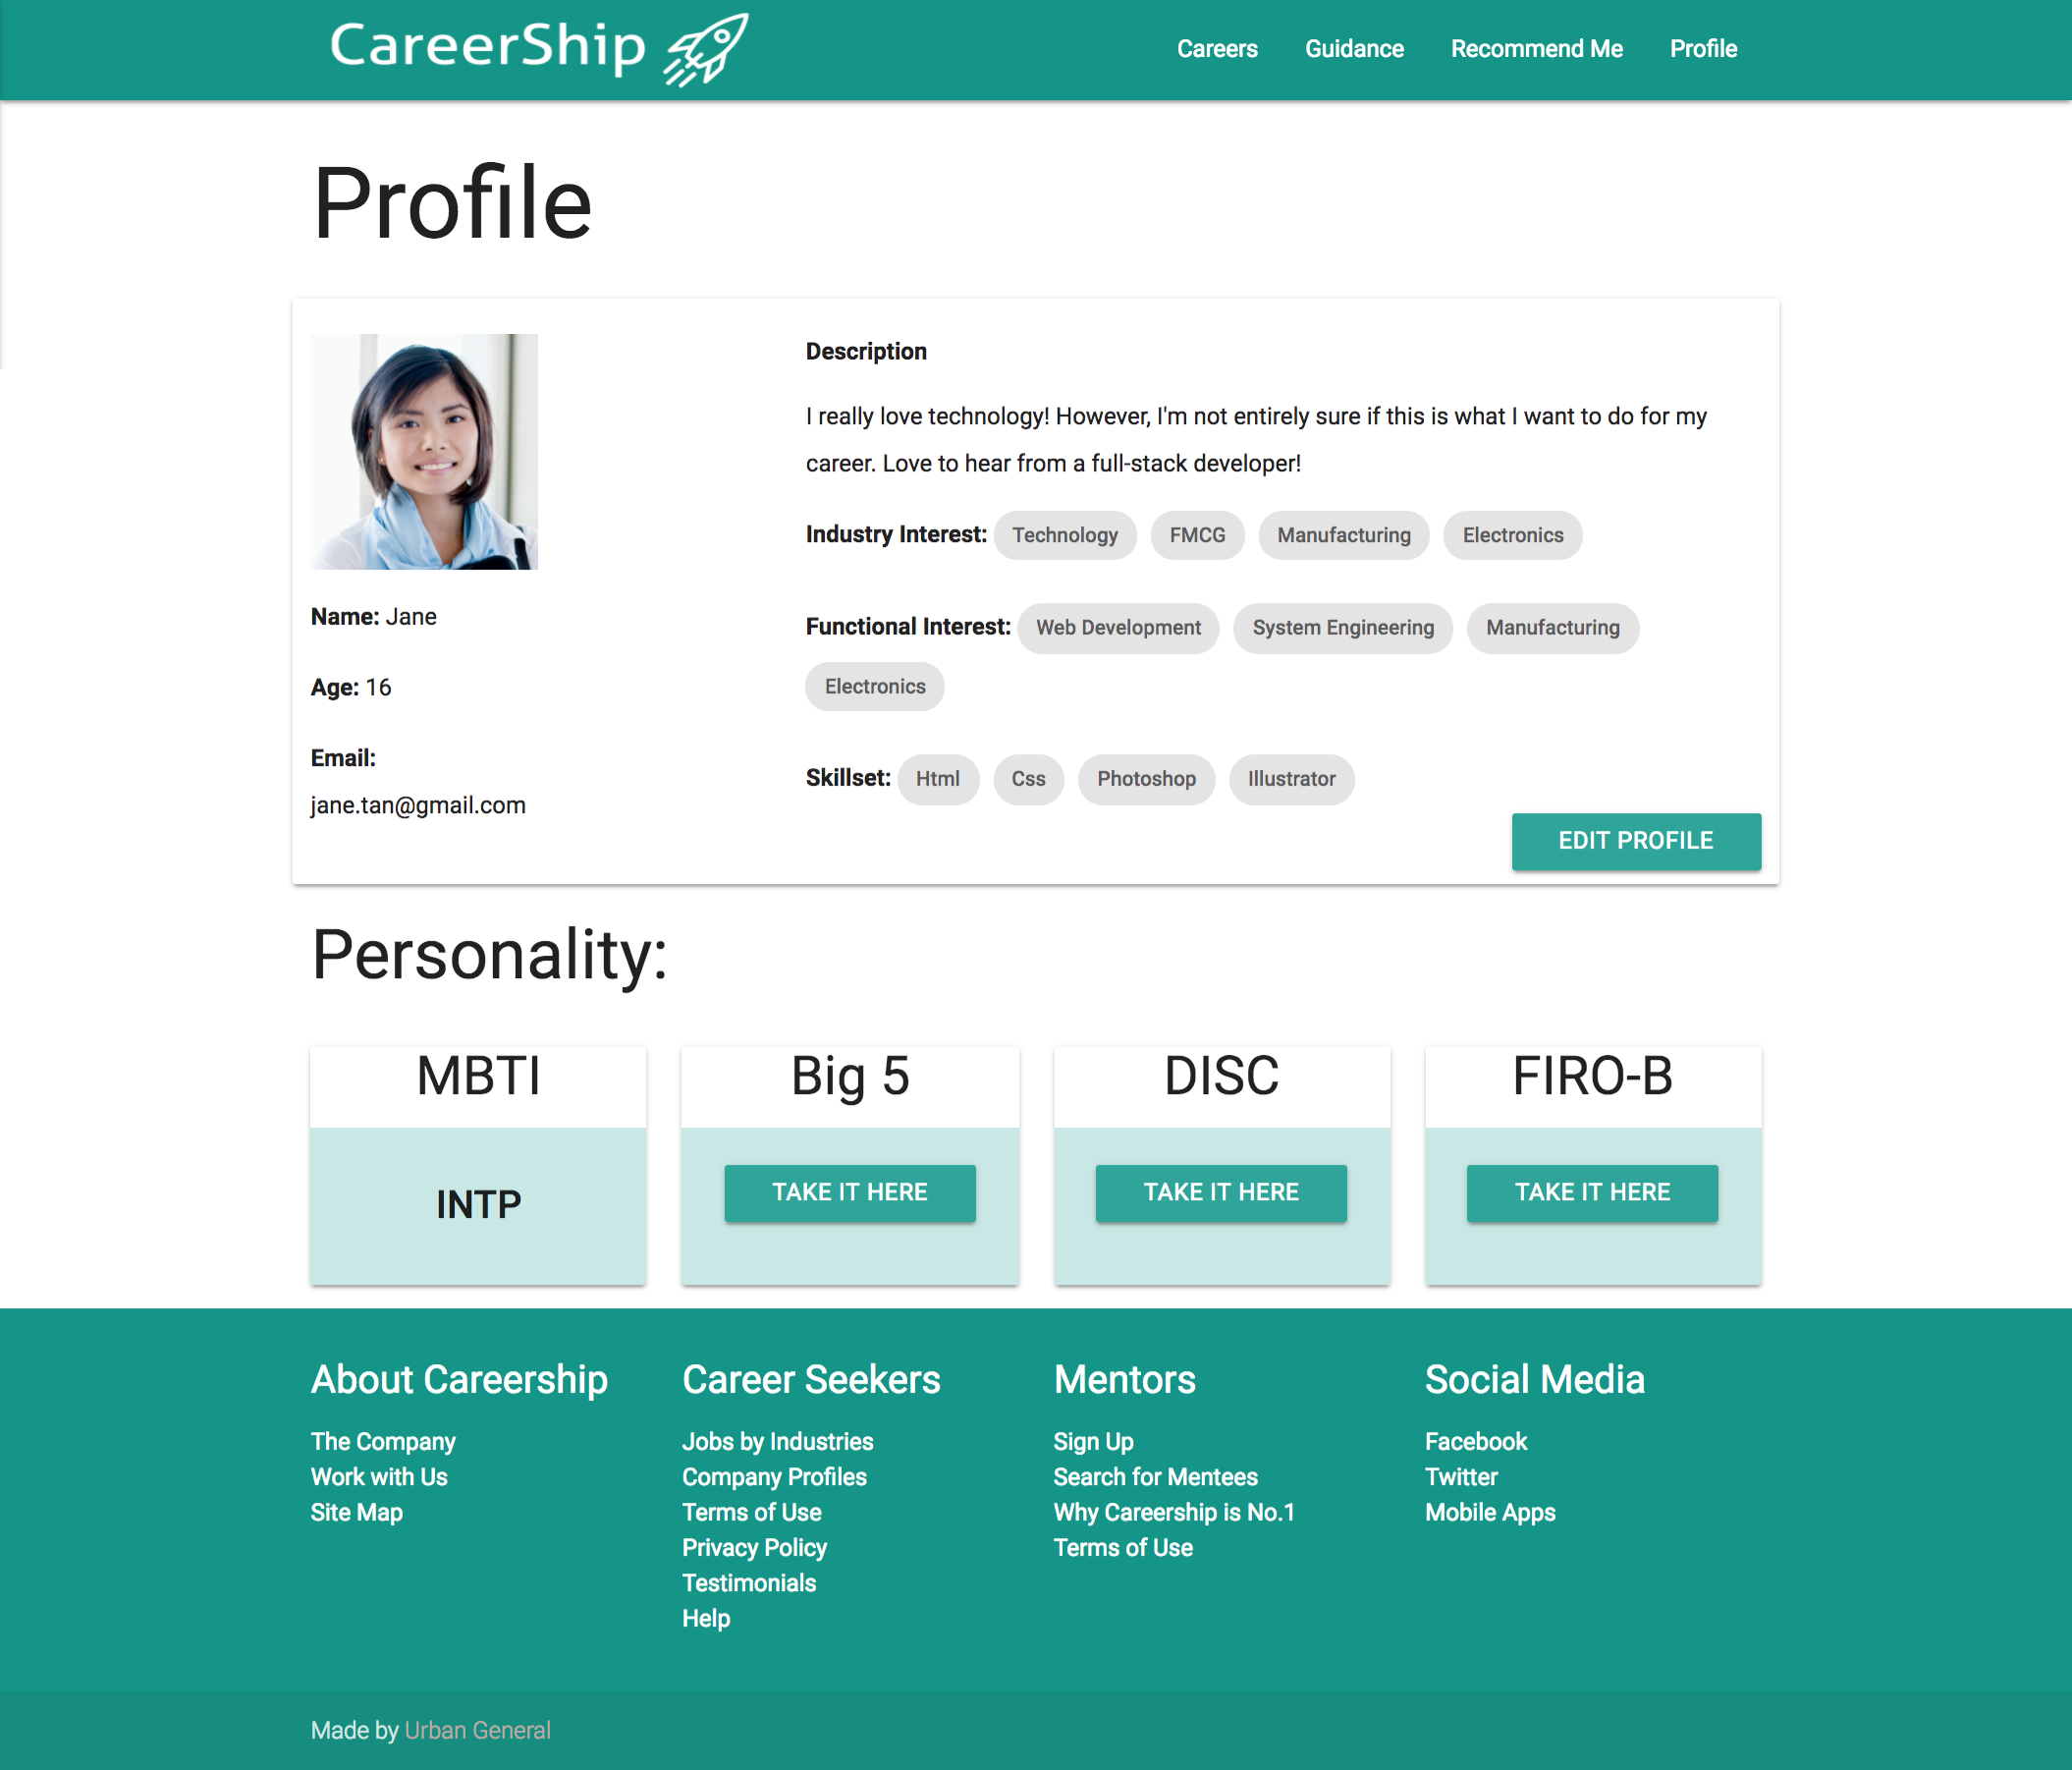 CareerShip
Careers Guidance Recommend Me Profile
Profile
Name: Jane
Age: 16
Email:
jane.tan@gmail.com
Description
I really love technology! However, I'm not entirely sure if this is what I want to do for my
career. Love to hear from a full-stack developer!
Industry Interest: Technology FMCG Manufacturing Electronics
Functional Interest: Web Development System Engineering Manufacturing
Electronics
Skillset: Html Css Photoshop Illustrator
EDIT PROFILE
Personality:
MBTI
INTP
Big 5
TAKE IT HERE
DISC
TAKE IT HERE
FIRO-B
TAKE IT HERE
About Careership
The Company
Work with Us
Site Map
Career Seekers
Jobs by Industries
Company Profiles
Terms of Use
Privacy Policy
Testimonials
Help
Mentors
Sign Up
Search for Mentees
Why Careership is No.1
Terms of Use
Social Media
Facebook
Twitter
Mobile Apps
Made by Urban General